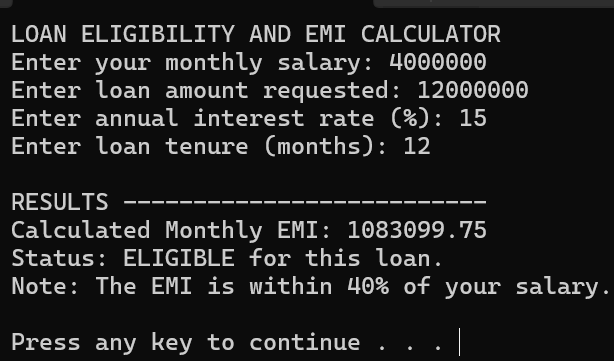 LOAN ELIGIBILITY AND EMI CALCULATOR
Enter your monthly salary: 4000000
Enter loan amount requested: 12000000
Enter annual interest rate (%): 15
Enter loan tenure (months): 12
RESULTS --------------------------
Calculated Monthly EMI: 1083099.75
Status: ELIGIBLE for this loan.
Note: The EMI is within 40% of your salary.
Press any key to continue . . .